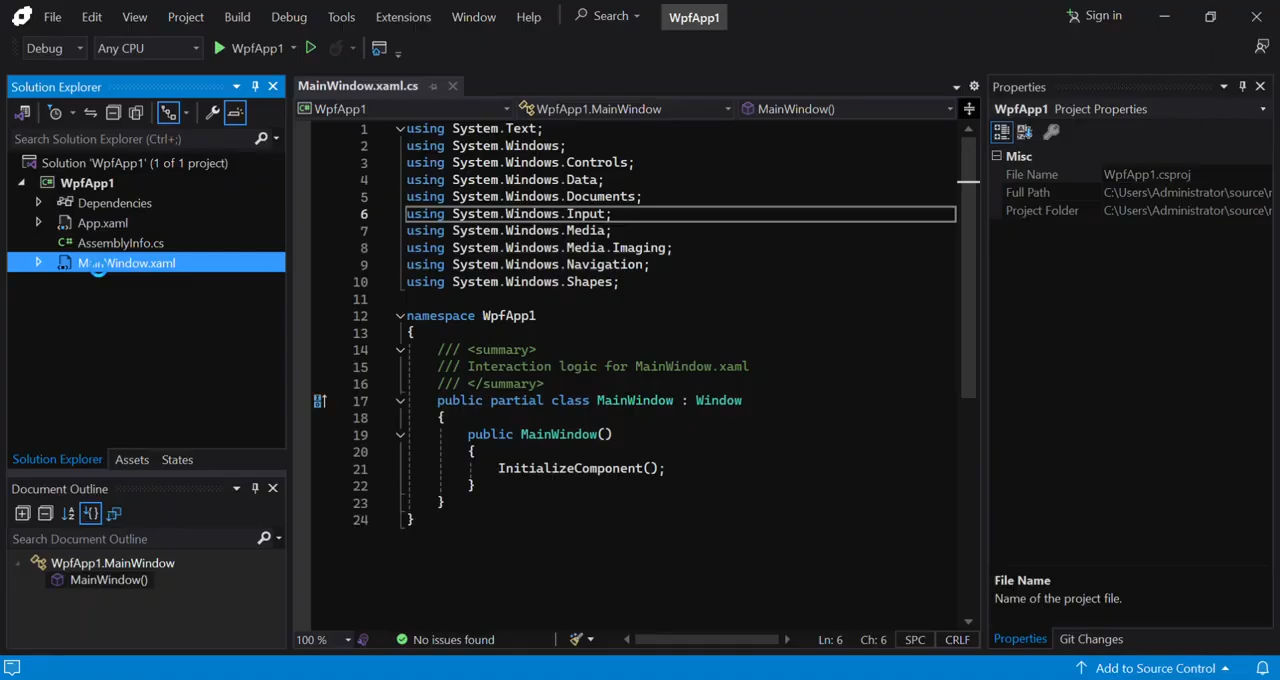 File Edit View Project Build Debug Tools Extensions Window Help Search WpfApp1 Sign in
Debug Any CPU WpfApp1
Solution Explorer
Search Solution Explorer (Ctrl+;)
Solution 'WpfApp1' (1 of 1 project)
WpfApp1
Dependencies
App.xaml
C# AssemblyInfo.cs
MainWindow.xaml
Solution Explorer Assets States
Document Outline
Search Document Outline
WpfApp1.MainWindow
MainWindow()
MainWindow.xaml.cs
WpfApp1 WpfApp1.MainWindow MainWindow()
1 using System.Text;
2 using System.Windows;
3 using System.Windows.Controls;
4 using System.Windows.Data;
5 using System.Windows.Documents;
6 using System.Windows.Input;
7 using System.Windows.Media;
8 using System.Windows.Media.Imaging;
9 using System.Windows.Navigation;
10 using System.Windows.Shapes;
11
12 namespace WpfApp1
13 {
14 /// <summary>
15 /// Interaction logic for MainWindow.xaml
16 /// </summary>
17 public partial class MainWindow : Window
18 {
19 public MainWindow()
20 {
21 InitializeComponent();
22 }
23 }
24 }
100 % No issues found Ln: 6 Ch: 6 SPC CRLF
Properties
WpfApp1 Project Properties
Misc
File Name WpfApp1.csproj
Full Path C:\Users\Administrator\source\r
Project Folder C:\Users\Administrator\source\r
File Name
Name of the project file.
Properties Git Changes
Add to Source Control